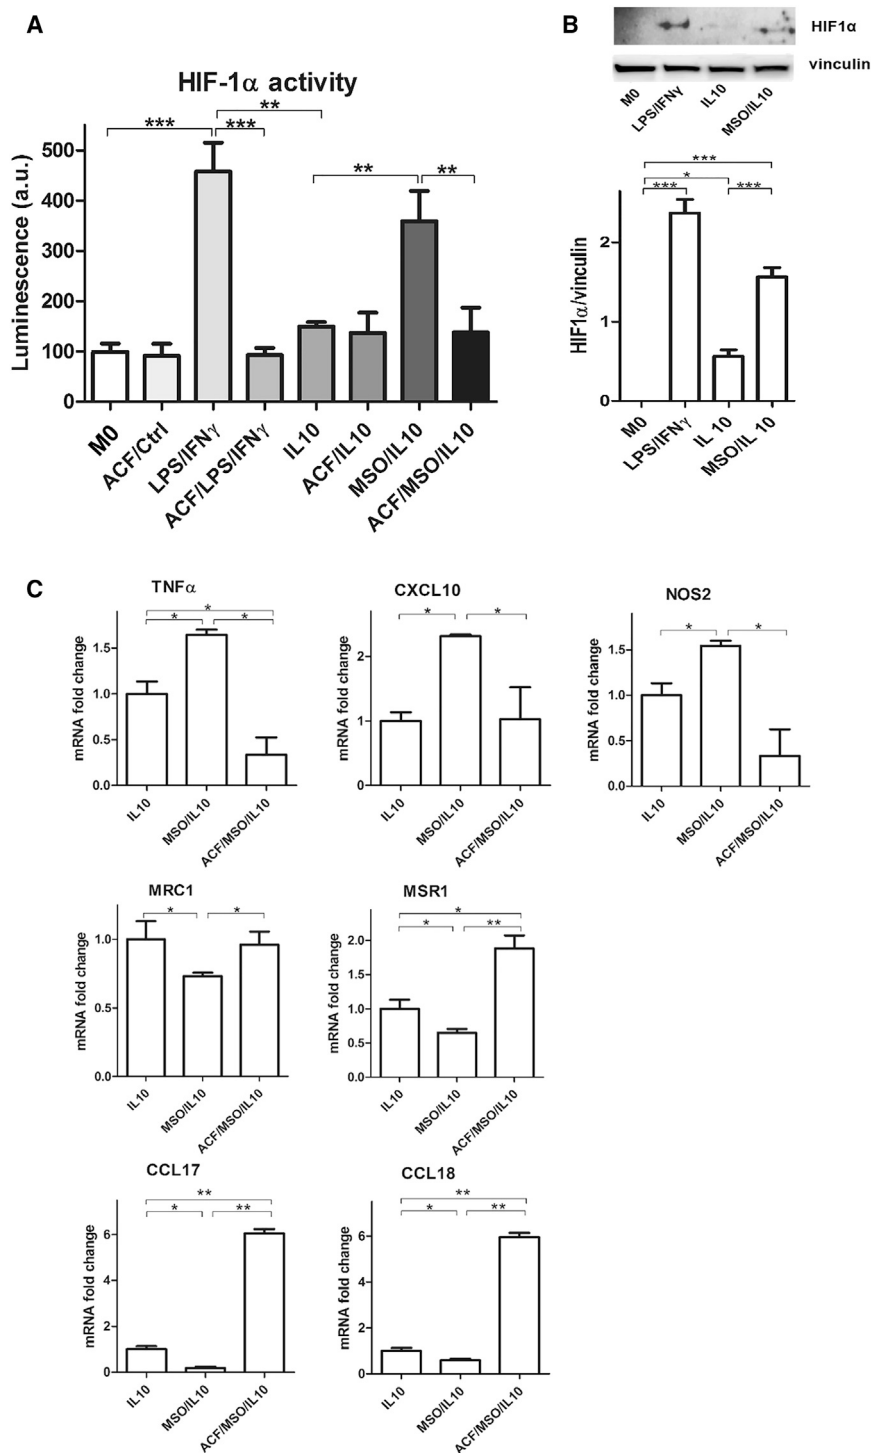 A
HIF-1α activity
** 
*** ***
** **
Luminescence (a.u.)
500
400
300
200
100
0
M0
ACF/Ctrl
LPS/IFNγ
ACF/LPS/IFNγ
IL10
ACF/IL10
MSO/IL10
ACF/MSO/IL10
B
HIF1α
vinculin
M0
LPS/IFNγ
IL10
MSO/IL10
***
*
*** ***
HIF1α/vinculin
2
1
0
M0
LPS/IFNγ
IL 10
MSO/IL 10
C
TNFα
*
* *
mRNA fold change
1.5
1.0
0.5
0.0
IL10
MSO/IL10
ACF/MSO/IL10
CXCL10
* *
mRNA fold change
2
1
0
IL10
MSO/IL10
ACF/MSO/IL10
NOS2
* *
mRNA fold change
1.5
1.0
0.5
0.0
IL10
MSO/IL10
ACF/MSO/IL10
MRC1
* *
mRNA fold change
1.0
0.5
0.0
IL10
MSO/IL10
ACF/MSO/IL10
MSR1
*
* **
mRNA fold change
2.0
1.5
1.0
0.5
0.0
IL10
MSO/IL10
ACF/MSO/IL10
CCL17
**
* **
mRNA fold change
6
4
2
0
IL10
MSO/IL10
ACF/MSO/IL10
CCL18
**
* **
mRNA fold change
6
4
2
0
IL10
MSO/IL10
ACF/MSO/IL10